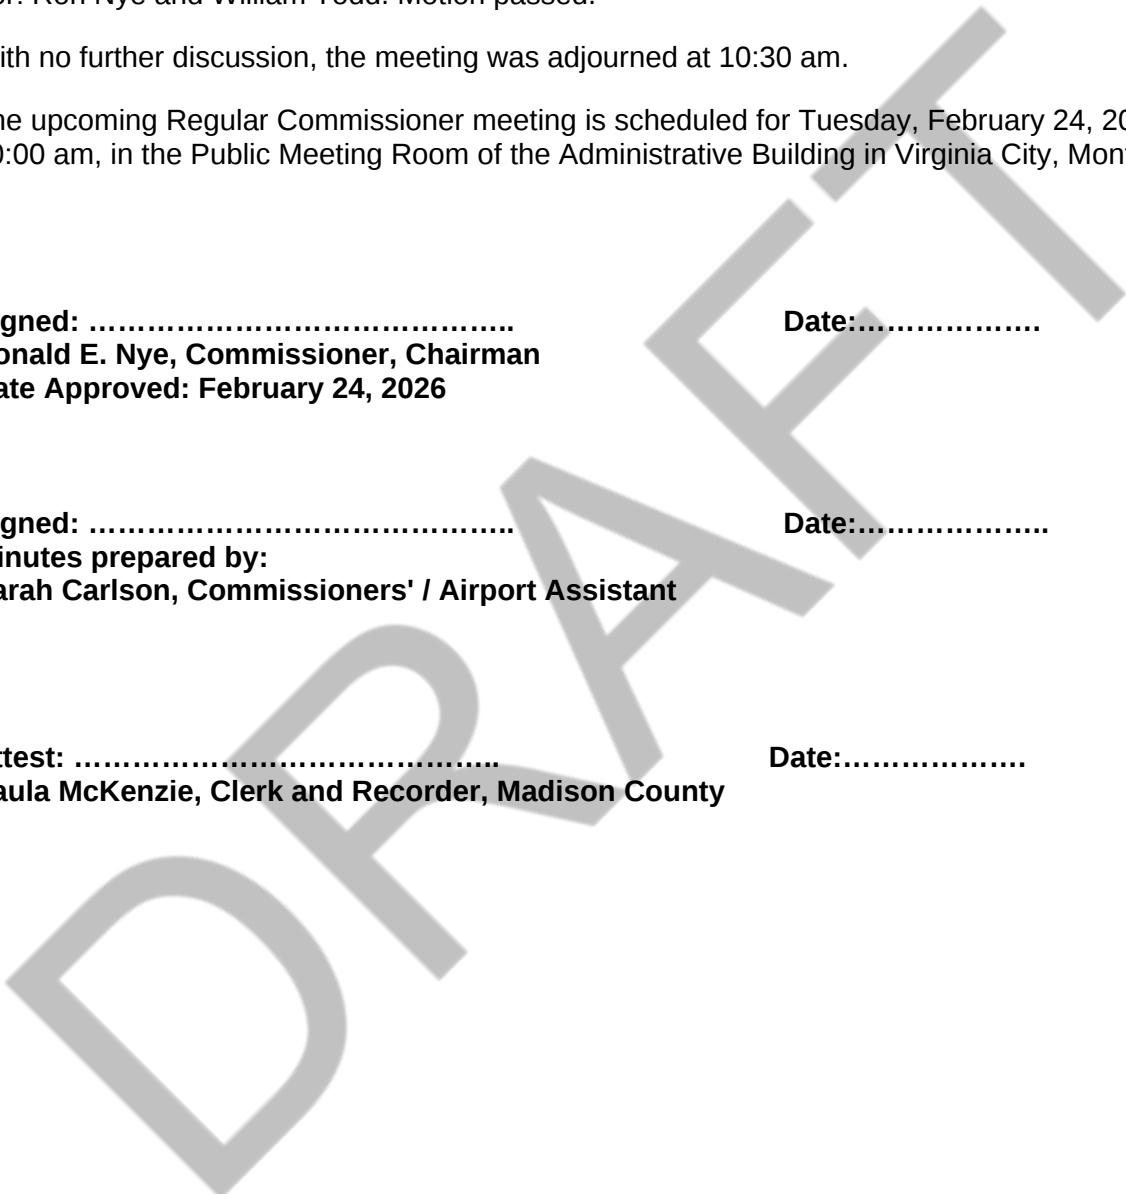 or: Ron Nye and William Todd. Motion passed.
ith no further discussion, the meeting was adjourned at 10:30 am.
he upcoming Regular Commissioner meeting is scheduled for Tuesday, February 24, 20
0:00 am, in the Public Meeting Room of the Administrative Building in Virginia City, Mon
gned: …………………………………….. Date:……………….
onald E. Nye, Commissioner, Chairman
ate Approved: February 24, 2026
gned: …………………………………….. Date:………………..
inutes prepared by:
arah Carlson, Commissioners' / Airport Assistant
ttest: …………………………………….. Date:……………….
aula McKenzie, Clerk and Recorder, Madison County
DRAFT